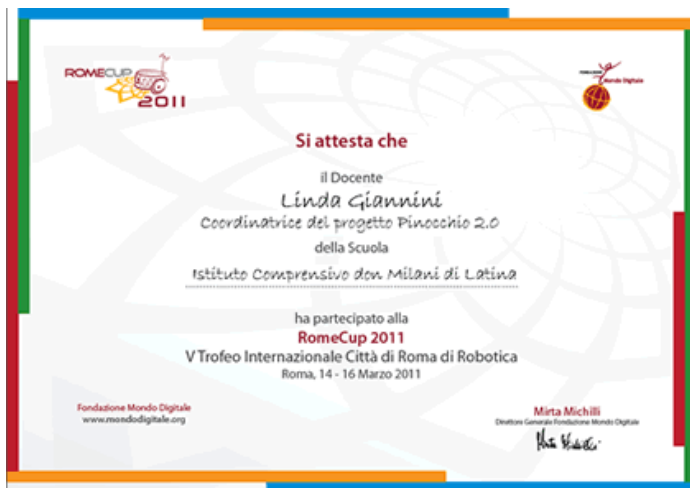 ROMECUP
2011
Mondo Digitale
Si attesta che
il Docente
Linda Giannini
Coordinatrice del progetto Pinocchio 2.0
della Scuola
Istituto Comprensivo don Milani di Latina
ha partecipato alla
RomeCup 2011
V Trofeo Internazionale Città di Roma di Robotica
Roma, 14 - 16 Marzo 2011
Fondazione Mondo Digitale
www.mondodigitale.org
Mirta Michilli
Direttore Generale Fondazione Mondo Digitale